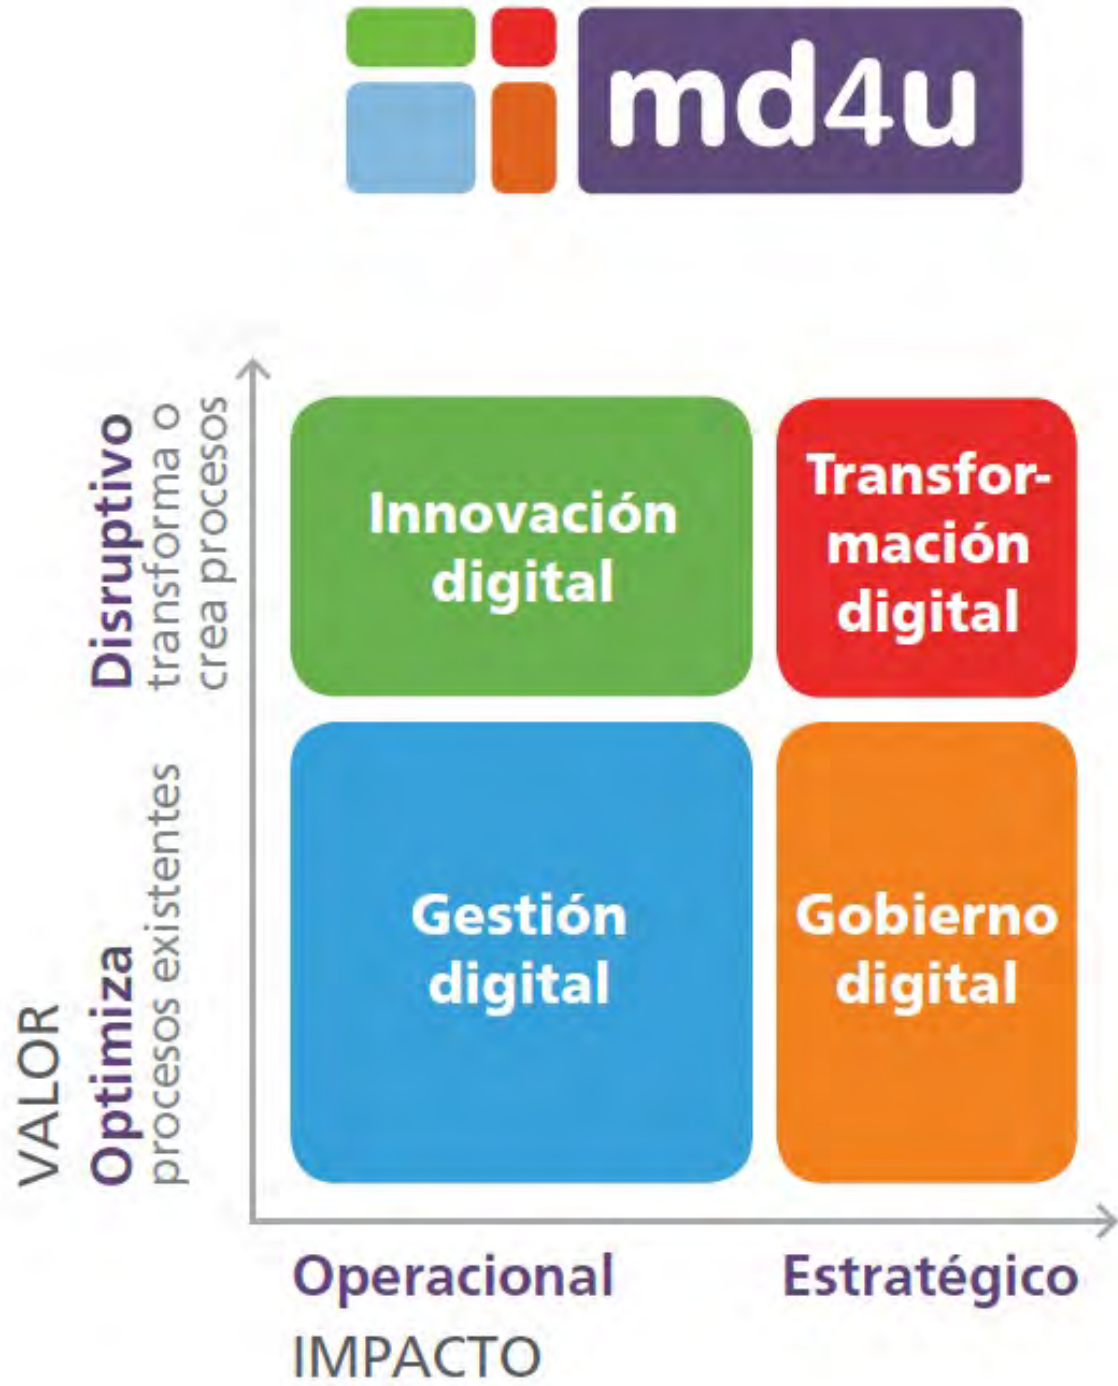 md4u
Disruptivo
transforma o
crea procesos
Innovación
digital
Transfor-
mación
digital
VALOR
Optimiza
procesos existentes
Gestión
digital
Gobierno
digital
Operacional
Estratégico
IMPACTO